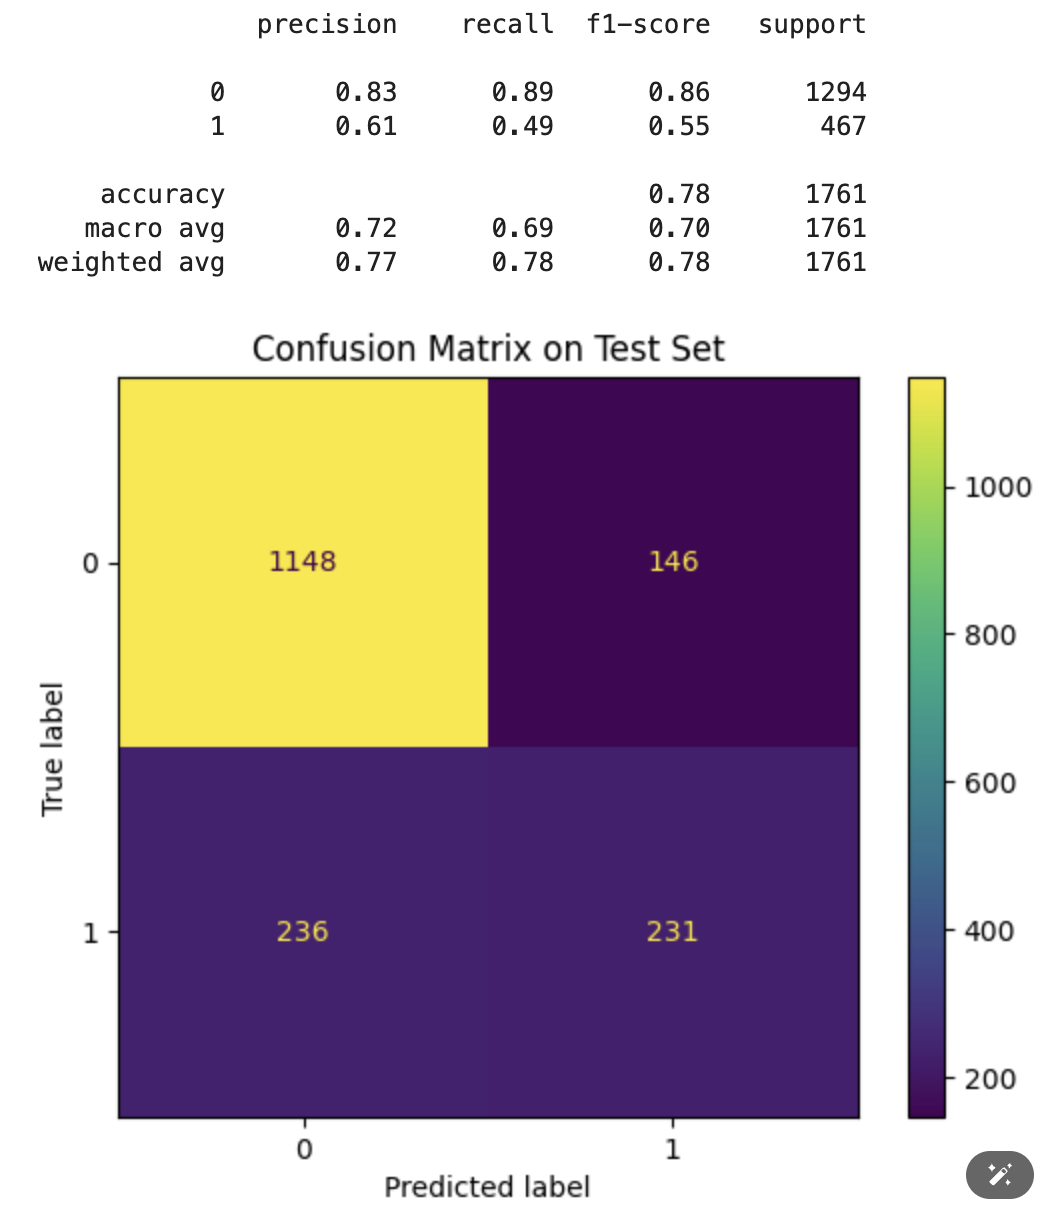 precision recall f1-score support
0 0.83 0.89 0.86 1294
1 0.61 0.49 0.55 467
accuracy 0.78 1761
macro avg 0.72 0.69 0.70 1761
weighted avg 0.77 0.78 0.78 1761
Confusion Matrix on Test Set
1000
0 1148 146
800
True label
600
1 236 231
400
200
0 1
Predicted label